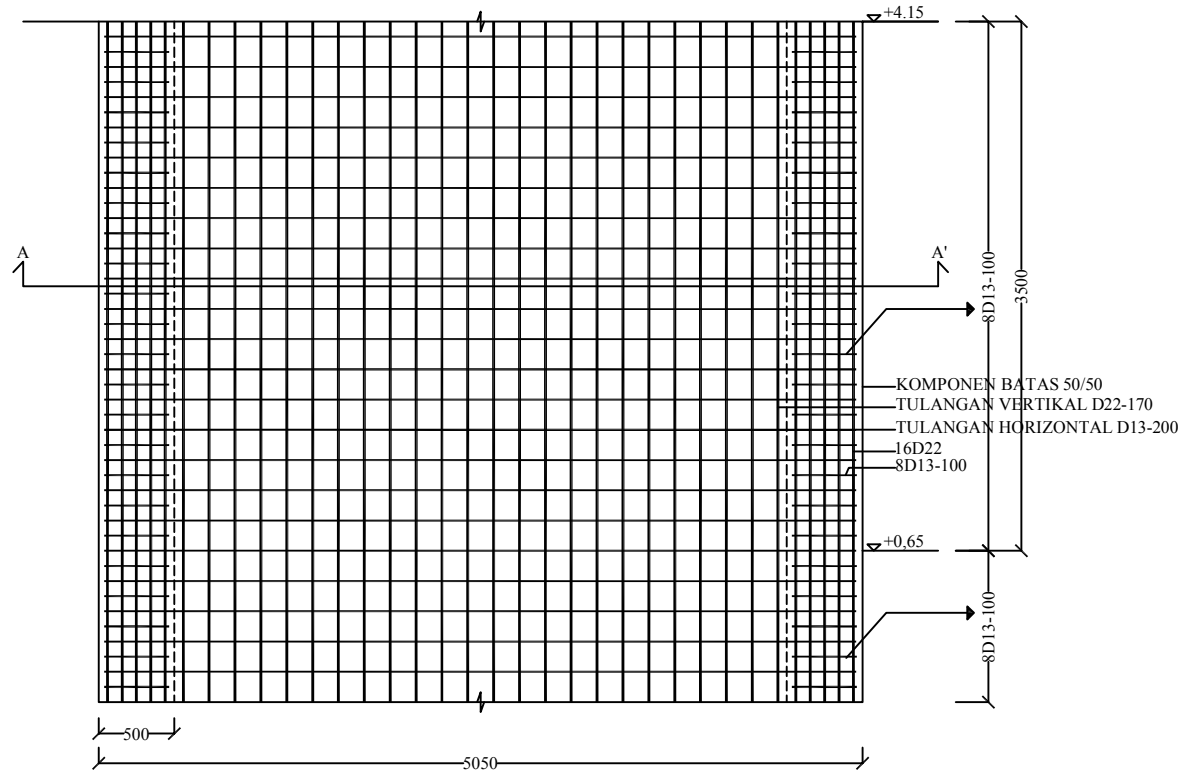 +4.15
A
A'
8D13-100
3500
KOMPONEN BATAS 50/50
TULANGAN VERTIKAL D22-170
TULANGAN HORIZONTAL D13-200
16D22
8D13-100
+0,65
8D13-100
500
5050